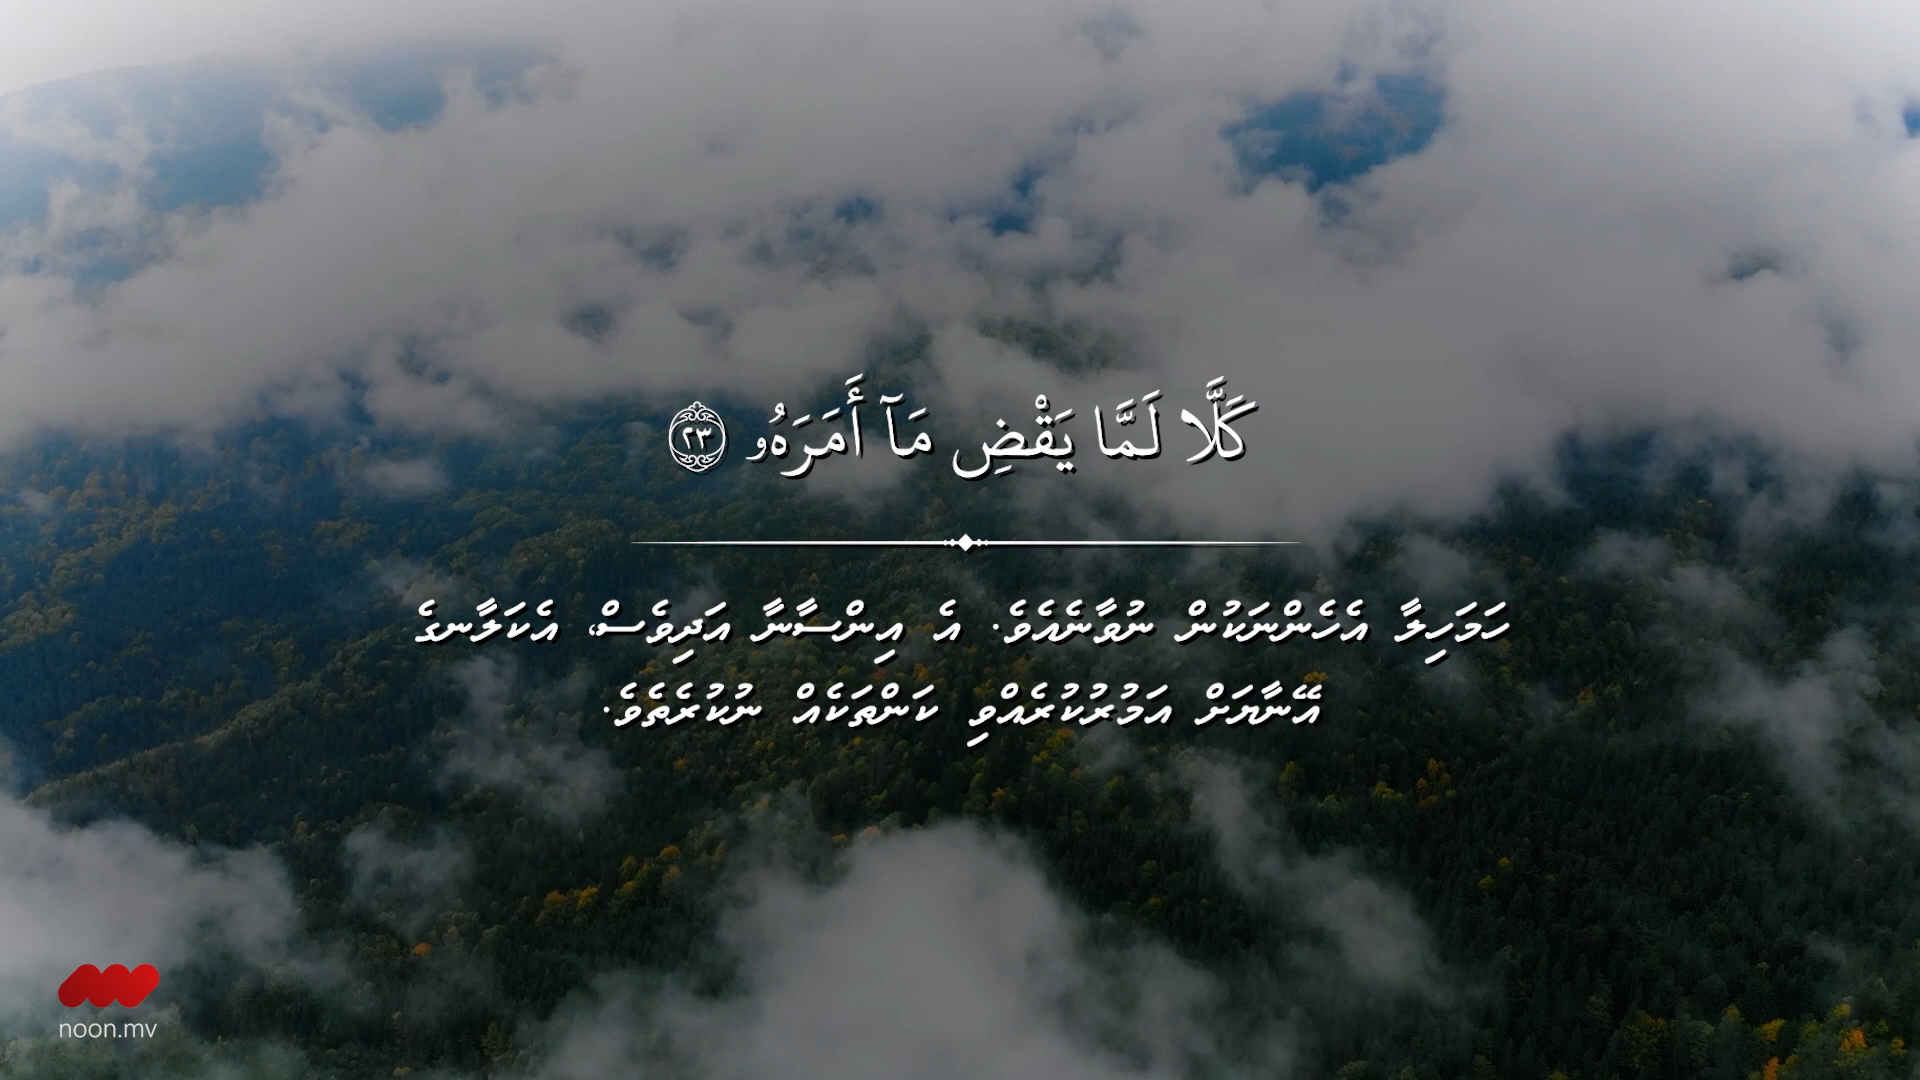 كَلَّا لَمَّا يَقْضِ مَآ أَمَرَهُۥ ٢٣
ހަމަހިލާ އެހެންނަކުން ނުވާނެއެވެ. އެ އިންސާނާ އަދިވެސް، އެކަލާނގެ
އޭނާޔަށް އަމުރުކުރެއްވި ކަންތަކެއް ނުކުރެތެވެ.
noon.mv